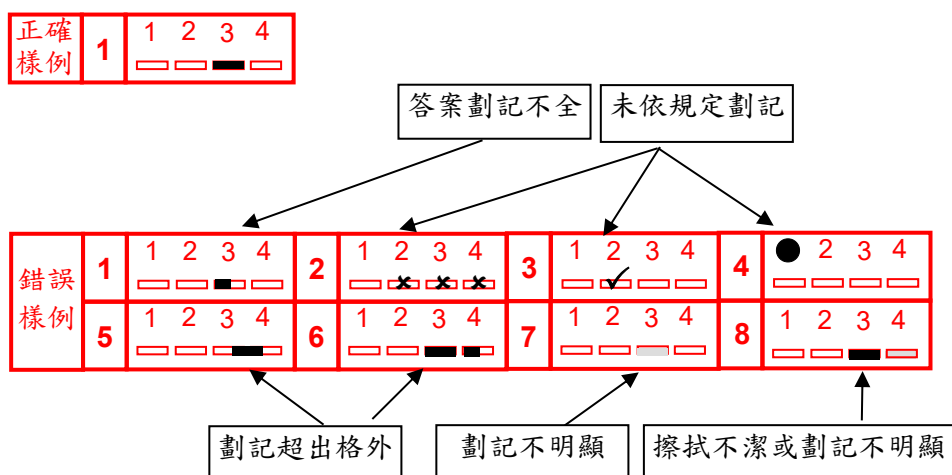 正確
樣例
1
1 2 3 4
答案劃記不全
未依規定劃記
錯誤
樣例
1
1 2 3 4
2
1 2 3 4
3
1 2 3 4
4
2 3 4
5
1 2 3 4
6
1 2 3 4
7
1 2 3 4
8
1 2 3 4
劃記超出格外
劃記不明顯
擦拭不潔或劃記不明顯